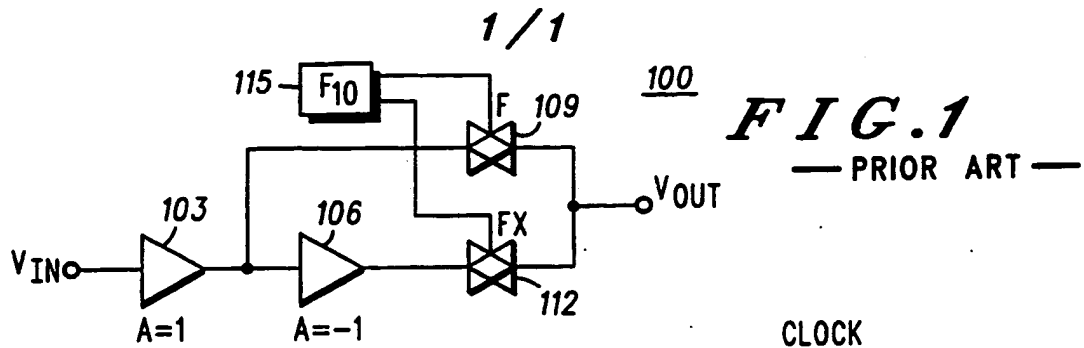 1/1
115
F10
F
109
100
FIG.1
— PRIOR ART —
VOUT
103
106
FX
VIN
112
A=1
A=-1
CLOCK